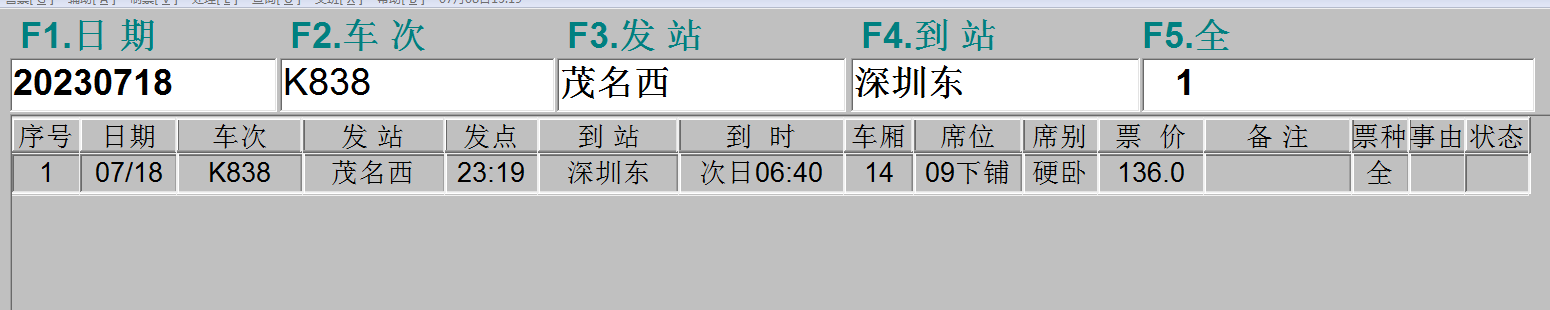 F1.日 期 F2.车 次 F3.发 站 F4.到 站 F5.全
20230718 K838 茂名西 深圳东 1
序号 日期 车次 发 站 发点 到 站 到 时 车厢 席位 席别 票 价 备 注 票种 事由 状态
1 07/18 K838 茂名西 23:19 深圳东 次日06:40 14 09下铺 硬卧 136.0 全